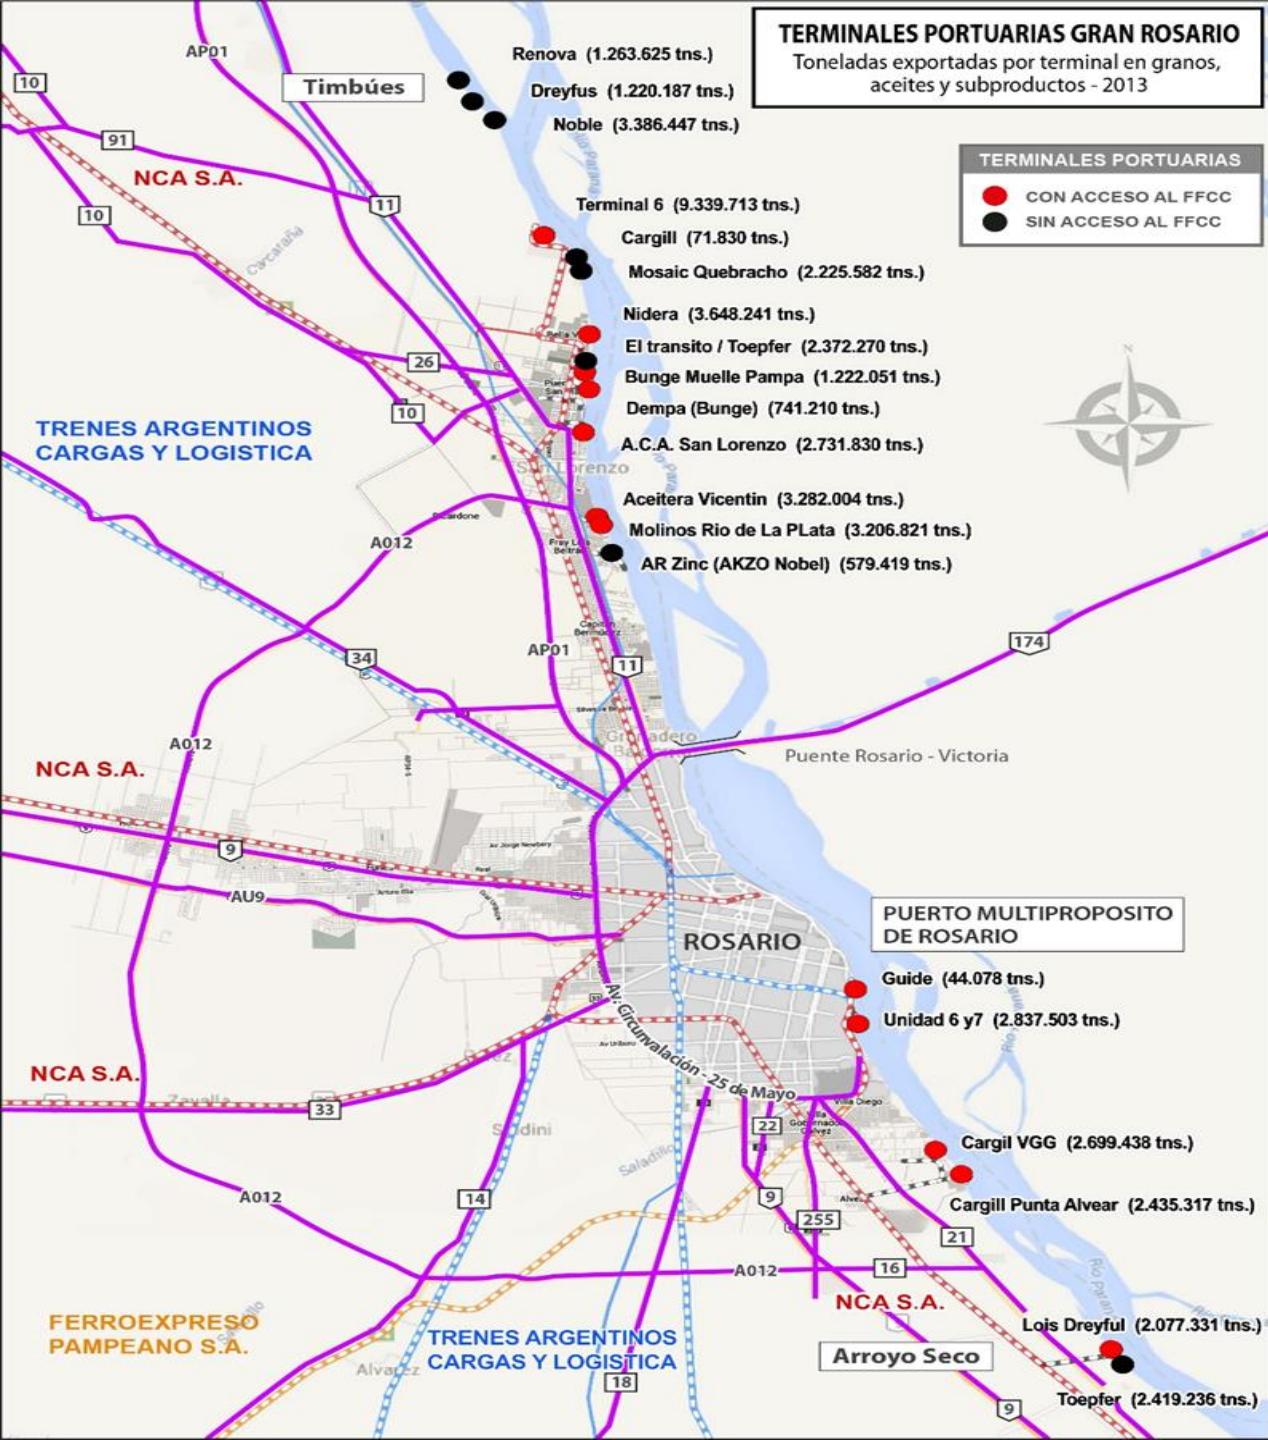 TERMINALES PORTUARIAS GRAN ROSARIO
Toneladas exportadas por terminal en granos,
aceites y subproductos - 2013
TERMINALES PORTUARIAS
CON ACCESO AL FFCC
SIN ACCESO AL FFCC
AP01
Timbúes
Renova (1.263.625 tns.)
Dreyfus (1.220.187 tns.)
Noble (3.386.447 tns.)
10
91
NCA S.A.
11
10
Carcarañá
Terminal 6 (9.339.713 tns.)
Cargill (71.830 tns.)
Mosaic Quebracho (2.225.582 tns.)
Nidera (3.648.241 tns.)
El transito / Toepfer (2.372.270 tns.)
Bunge Muelle Pampa (1.222.051 tns.)
Dempa (Bunge) (741.210 tns.)
A.C.A. San Lorenzo (2.731.830 tns.)
26
10
TRENES ARGENTINOS
CARGAS Y LOGISTICA
San Lorenzo
Aceitera Vicentin (3.282.004 tns.)
Molinos Rio de La PLata (3.206.821 tns.)
AR Zinc (AKZO Nobel) (579.419 tns.)
A012
174
AP01
34
11
A012
Puente Rosario - Victoria
NCA S.A.
9
Av Jorge Newbery
AU9
ROSARIO
PUERTO MULTIPROPOSITO
DE ROSARIO
Guide (44.078 tns.)
Unidad 6 y7 (2.837.503 tns.)
Av. Circunvalación - 25 de Mayo
NCA S.A.
Zavalla
33
Villa Diego
22
Saladillo
Cargil VGG (2.699.438 tns.)
Cargill Punta Alvear (2.435.317 tns.)
A012
14
9
255
21
A012
16
NCA S.A.
FERROEXPRESO
PAMPEANO S.A.
TRENES ARGENTINOS
CARGAS Y LOGISTICA
Alvarez
18
Arroyo Seco
Lois Dreyful (2.077.331 tns.)
Toepfer (2.419.236 tns.)
9